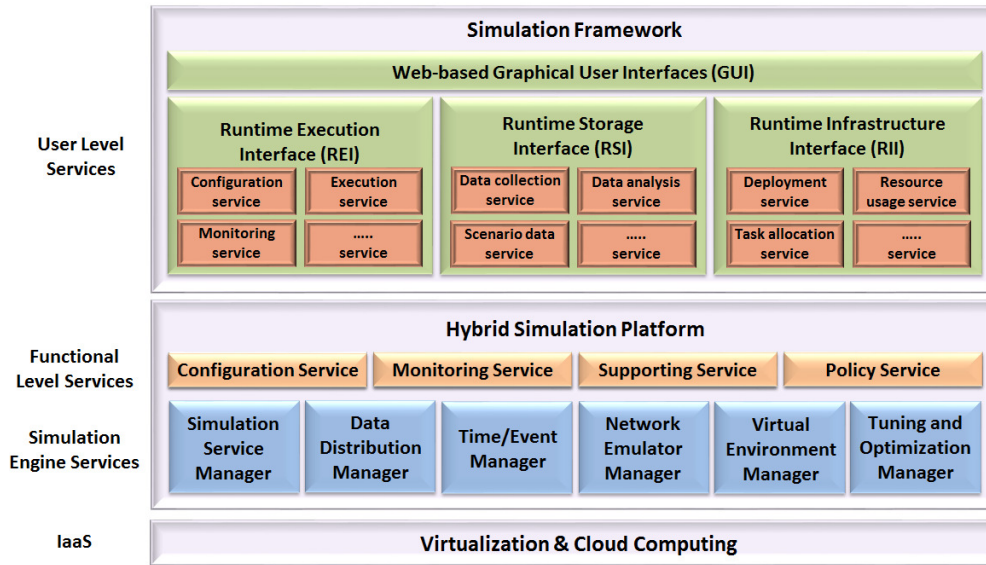 Simulation Framework
Web-based Graphical User Interfaces (GUI)
User Level
Services
Runtime Execution
Interface (REI)
Configuration
service
Execution
service
Monitoring
service
.....
service
Runtime Storage
Interface (RSI)
Data collection
service
Data analysis
service
Scenario data
service
.....
service
Runtime Infrastructure
Interface (RII)
Deployment
service
Resource
usage service
Task allocation
service
.....
service
Hybrid Simulation Platform
Functional
Level Services
Configuration Service
Monitoring Service
Supporting Service
Policy Service
Simulation
Engine Services
Simulation
Service
Manager
Data
Distribution
Manager
Time/Event
Manager
Network
Emulator
Manager
Virtual
Environment
Manager
Tuning and
Optimization
Manager
IaaS
Virtualization & Cloud Computing